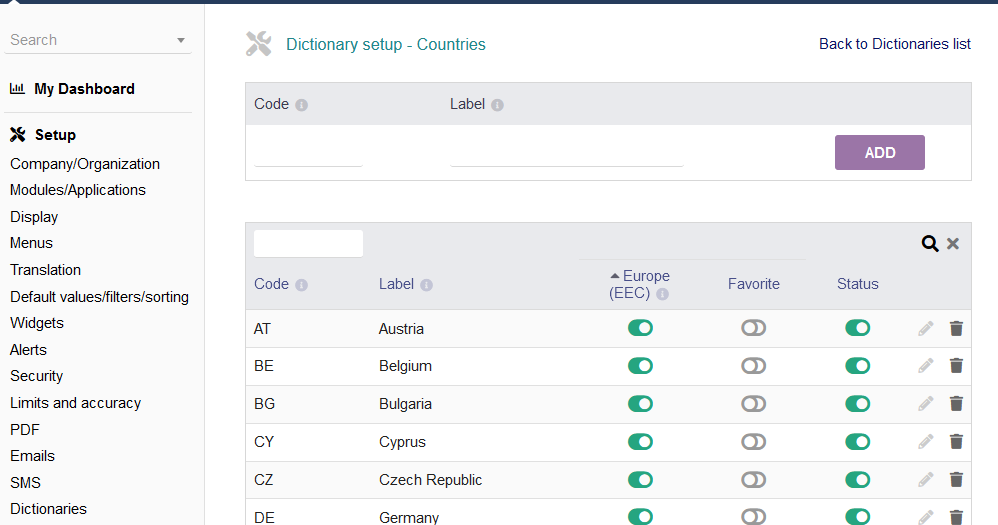 Search
My Dashboard
Setup
Company/Organization
Modules/Applications
Display
Menus
Translation
Default values/filters/sorting
Widgets
Alerts
Security
Limits and accuracy
PDF
Emails
SMS
Dictionaries
Dictionary setup - Countries
Back to Dictionaries list
Code Label
ADD
Code Label Europe (EEC) Favorite Status
AT Austria
BE Belgium
BG Bulgaria
CY Cyprus
CZ Czech Republic
DE Germany